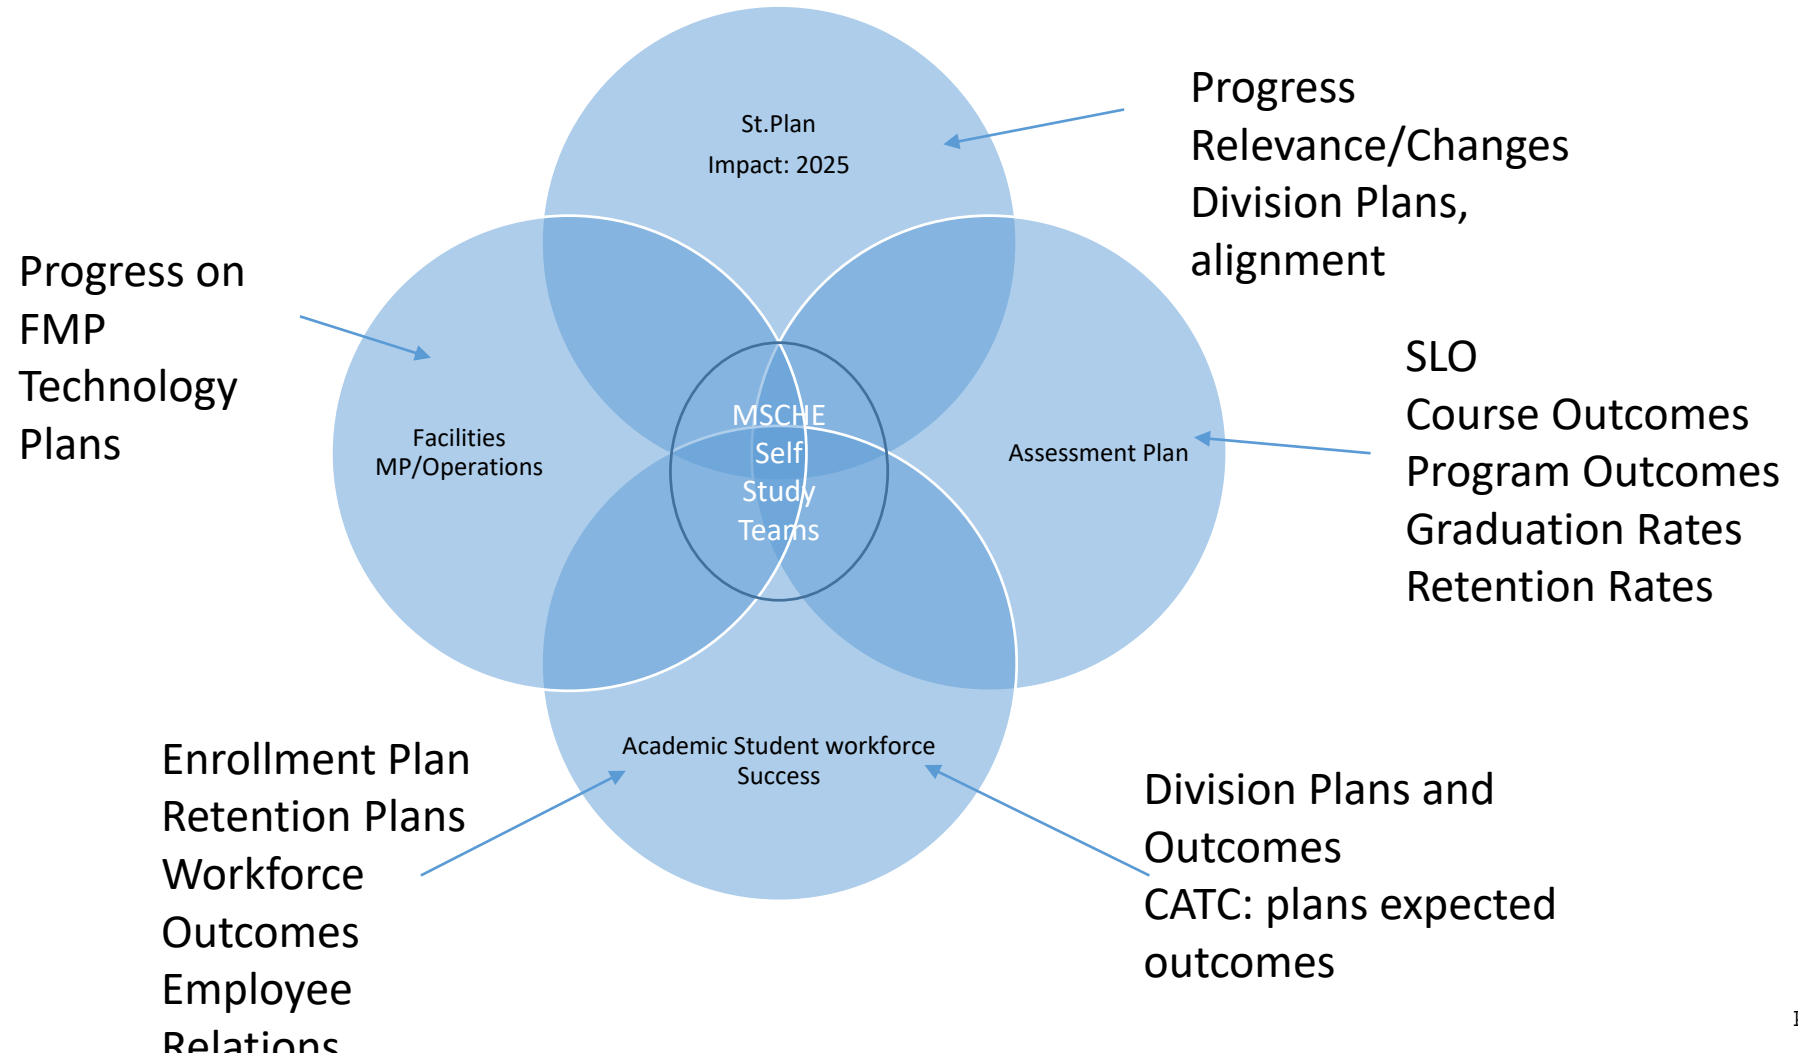 St.Plan
Impact: 2025
Progress
Relevance/Changes
Division Plans,
alignment
Progress on
FMP
Technology
Plans
Facilities
MP/Operations
MSCHE
Self
Study
Teams
Assessment Plan
SLO
Course Outcomes
Program Outcomes
Graduation Rates
Retention Rates
Academic Student workforce
Success
Enrollment Plan
Retention Plans
Workforce
Outcomes
Employee
Relations
Division Plans and
Outcomes
CATC: plans expected
outcomes